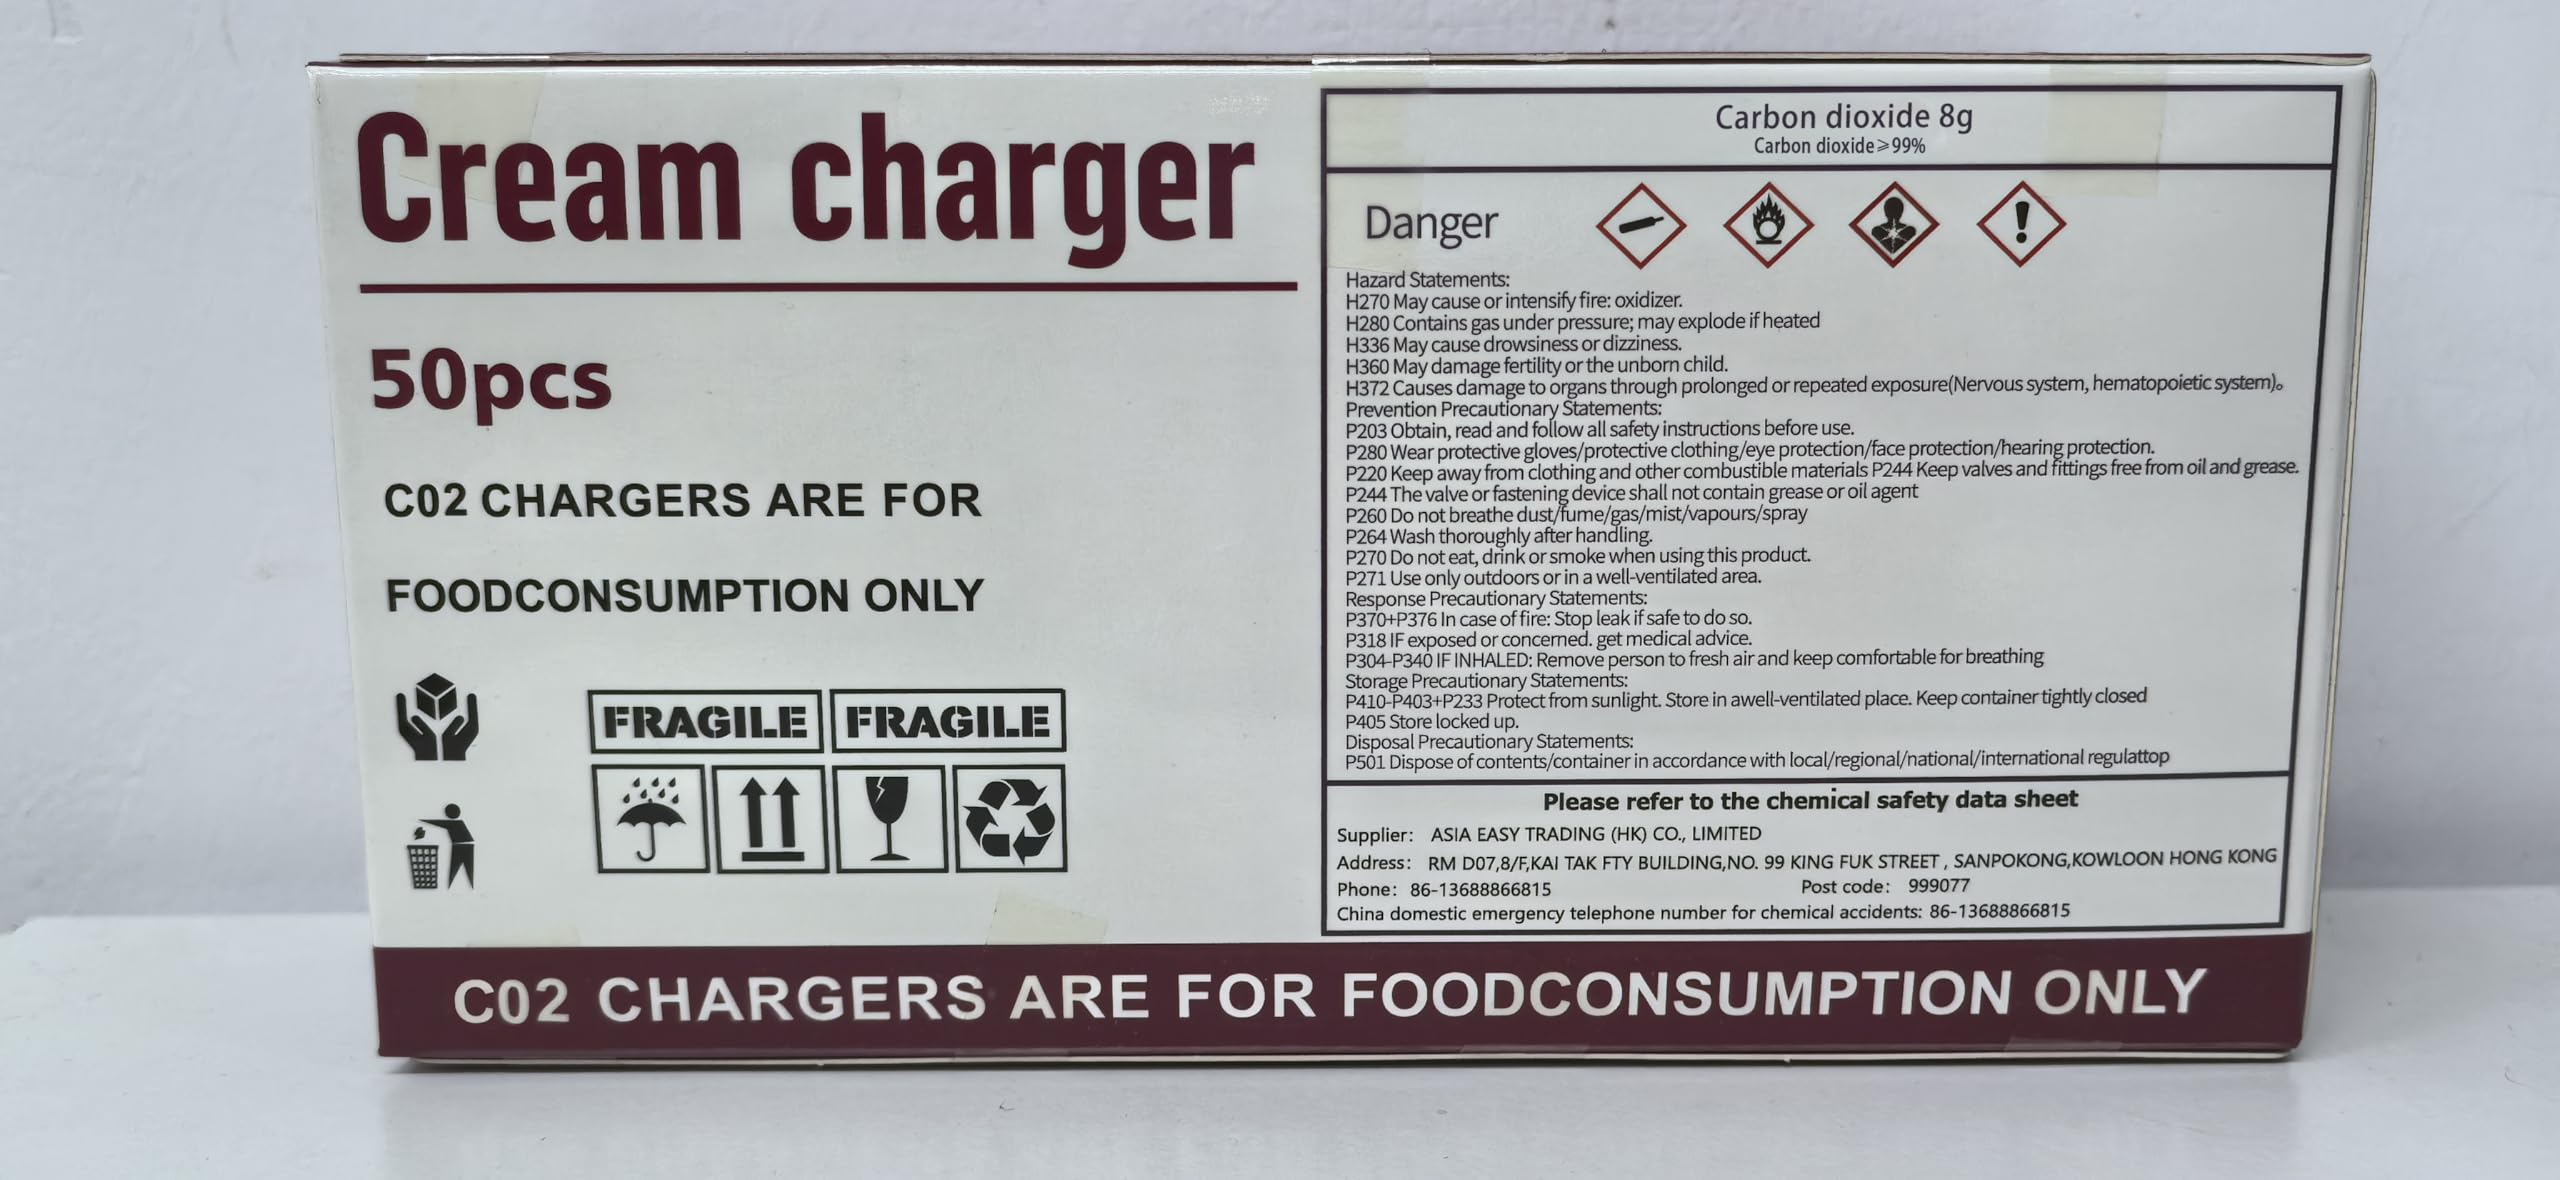 Cream charger
50pcs
C02 CHARGERS ARE FOR
FOODCONSUMPTION ONLY
FRAGILE FRAGILE
Carbon dioxide 8g
Carbon dioxide⩾99%
Danger
Hazard Statements:
H270 May cause or intensify fire: oxidizer.
H280 Contains gas under pressure; may explode if heated
H336 May cause drowsiness or dizziness.
H360 May damage fertility or the unborn child.
H372 Causes damage to organs through prolonged or repeated exposure(Nervous system, hematopoietic system)。
Prevention Precautionary Statements:
P203 Obtain, read and follow all safety instructions before use.
P280 Wear protective gloves/protective clothing/eye protection/face protection/hearing protection.
P220 Keep away from clothing and other combustible materials P244 Keep valves and fittings free from oil and grease.
P244 The valve or fastening device shall not contain grease or oil agent
P260 Do not breathe dust/fume/gas/mist/vapours/spray
P264 Wash thoroughly after handling.
P270 Do not eat, drink or smoke when using this product.
P271 Use only outdoors or in a well-ventilated area.
Response Precautionary Statements:
P370+P376 In case of fire: Stop leak if safe to do so.
P318 IF exposed or concerned. get medical advice.
P304-P340 IF INHALED: Remove person to fresh air and keep comfortable for breathing
Storage Precautionary Statements:
P410-P403+P233 Protect from sunlight. Store in awell-ventilated place. Keep container tightly closed
P405 Store locked up.
Disposal Precautionary Statements:
P501 Dispose of contents/container in accordance with local/regional/national/international regulattop
Please refer to the chemical safety data sheet
Supplier: ASIA EASY TRADING (HK) CO., LIMITED
Address: RM D07,8/F,KAI TAK FTY BUILDING,NO. 99 KING FUK STREET , SANPOKONG,KOWLOON HONG KONG
Phone: 86-13688866815 Post code: 999077
China domestic emergency telephone number for chemical accidents: 86-13688866815
C02 CHARGERS ARE FOR FOODCONSUMPTION ONLY